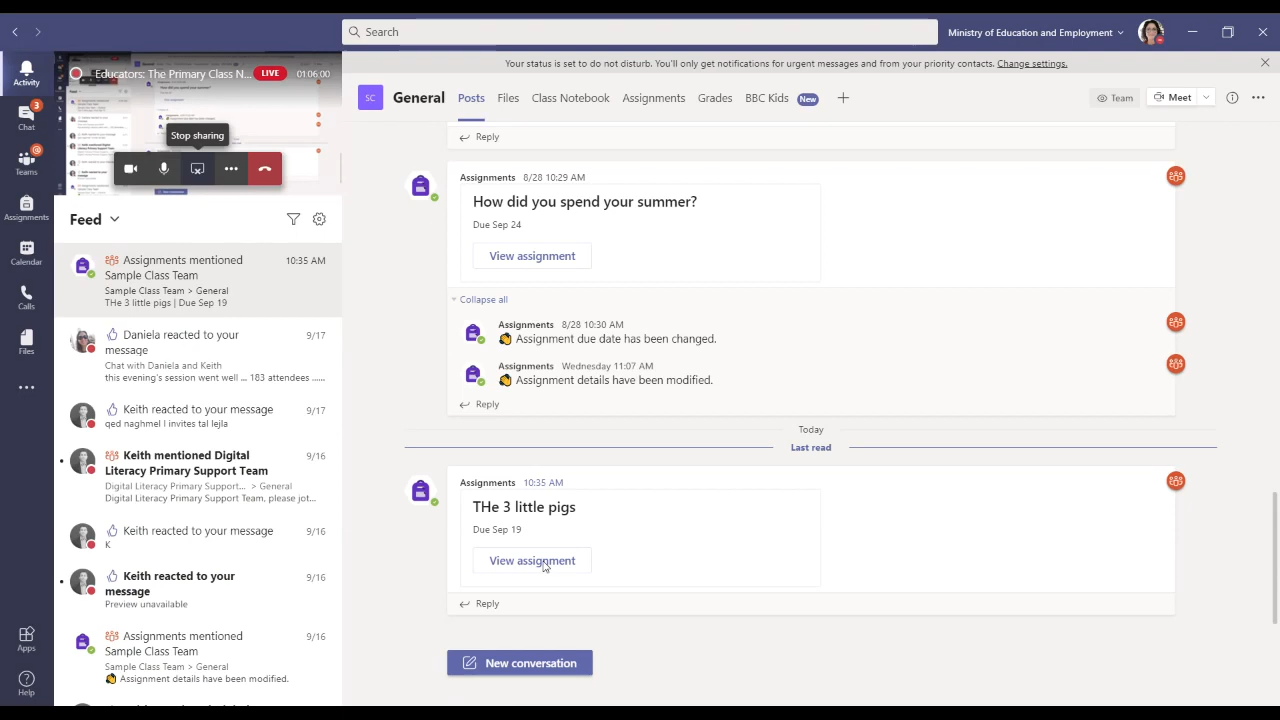 Search
Ministry of Education and Employment
Activity
Chat
3
Teams
@
Assignments
Calendar
Calls
Files
Apps
Help
Educators: The Primary Class N...
LIVE
01:06:00
Stop sharing
Your status is set to do not disturb. You'll only get notifications for urgent messages and from your priority contacts. Change settings.
SC
General
Posts
Class Notebook
Assignments
Grades
New
Team
Meet
Feed
Assignments mentioned
10:35 AM
Sample Class Team
Sample Class Team > General
THe 3 little pigs | Due Sep 19
Daniela reacted to your
9/17
message
Chat with Daniela and Keith
this evening's session went well ... 183 attendees ......
Keith reacted to your message
9/17
qed naghmel l invites tal lejla
Keith mentioned Digital
9/16
Literacy Primary Support Team
Digital Literacy Primary Support... > General
Digital Literacy Primary Support Team, please jot...
Keith reacted to your message
9/16
K
Keith reacted to your
9/16
message
Preview unavailable
Assignments mentioned
9/16
Sample Class Team
Sample Class Team > General
Assignment details have been modified.
Reply
Assignments 8/28 10:29 AM
How did you spend your summer?
Due Sep 24
View assignment
Collapse all
Assignments 8/28 10:30 AM
Assignment due date has been changed.
Assignments Wednesday 11:07 AM
Assignment details have been modified.
Reply
Today
Last read
Assignments 10:35 AM
THe 3 little pigs
Due Sep 19
View assignment
Reply
New conversation